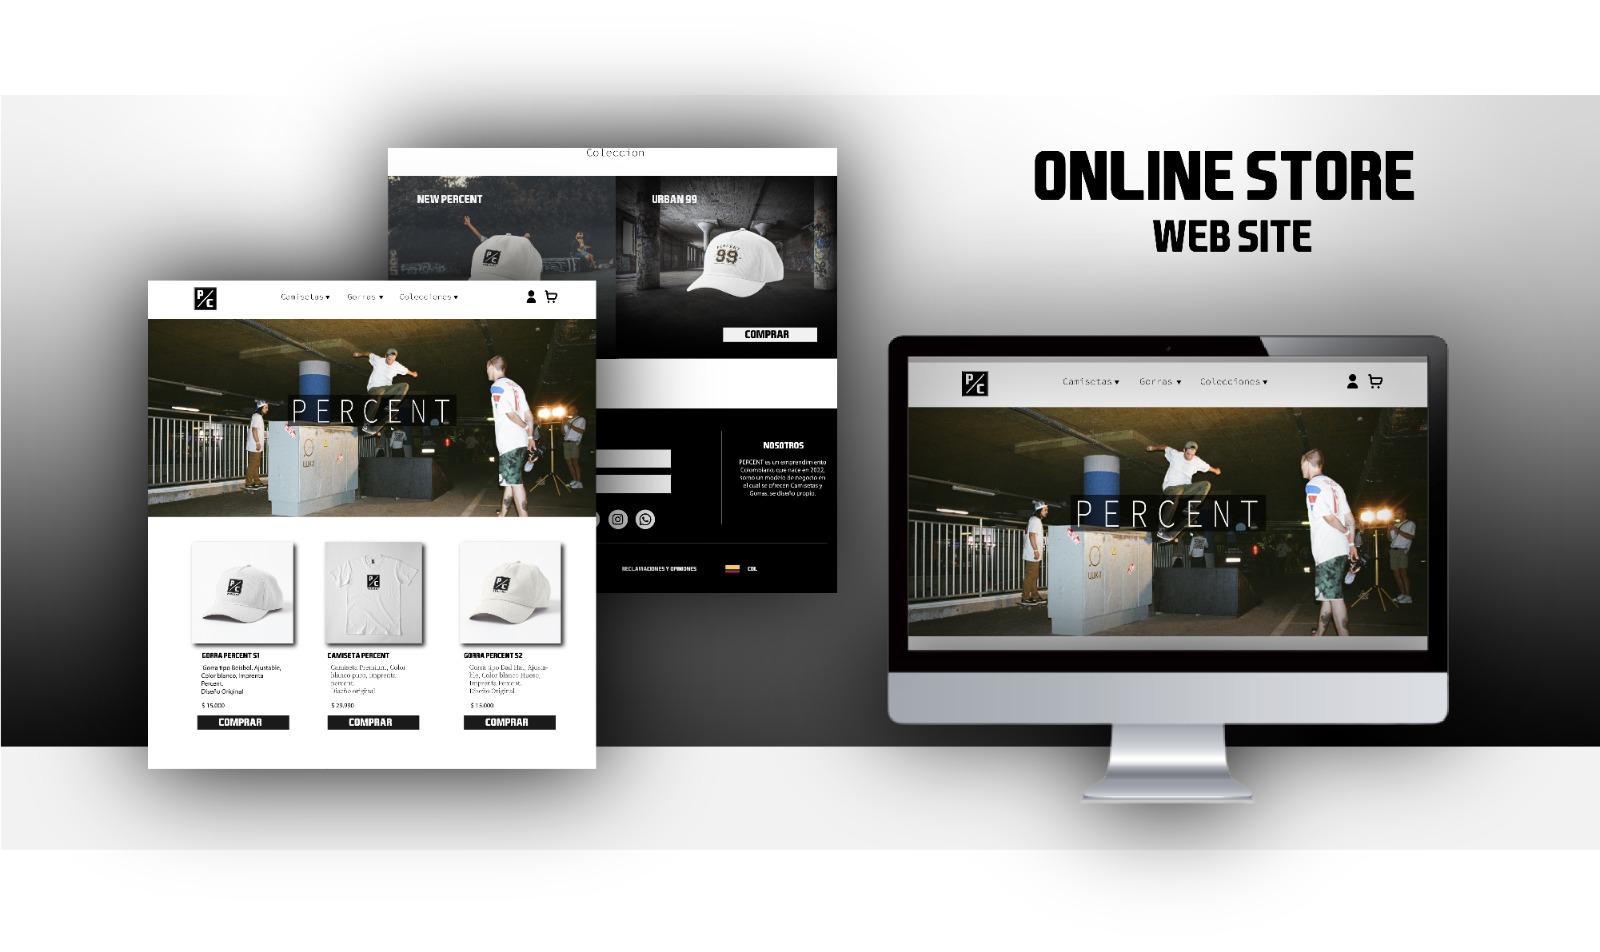 ONLINE STORE
WEB SITE
Coleccion
NEW PERCENT
URBAN 99
P/C
PERCENT
99
COMPRAR
P/C
Camisetas ▾ Gorras ▾ Colecciones ▾
PERCENT
P/C
P/C
P/C
GORRA PERCENT S1
Gorra tipo Beisbol, Ajustable,
Color blanco, Imprenta
Percent.
Diseño Original
$ 15.000
COMPRAR
CAMISETA PERCENT
Camiseta Premium, Color
blanco puro, Imprenta
percent.
Diseño original
$ 29,990
COMPRAR
GORRA PERCENT S2
Gorra tipo Dad Hat, Ajusta-
ble, Color blanco Hueso,
Imprenta Percent.
Diseño Original.
$ 15.000
COMPRAR
NOSOTROS
PERCENT es un emprendimiento
Colombiano, que nace en 2022,
somo un modelo de negocio en
el cual se ofrecen Camisetas y
Gorras, se diseño propio.
RECLAMACIONES Y OPINIONES
COL
P/C
Camisetas ▾ Gorras ▾ Colecciones ▾
PERCENT